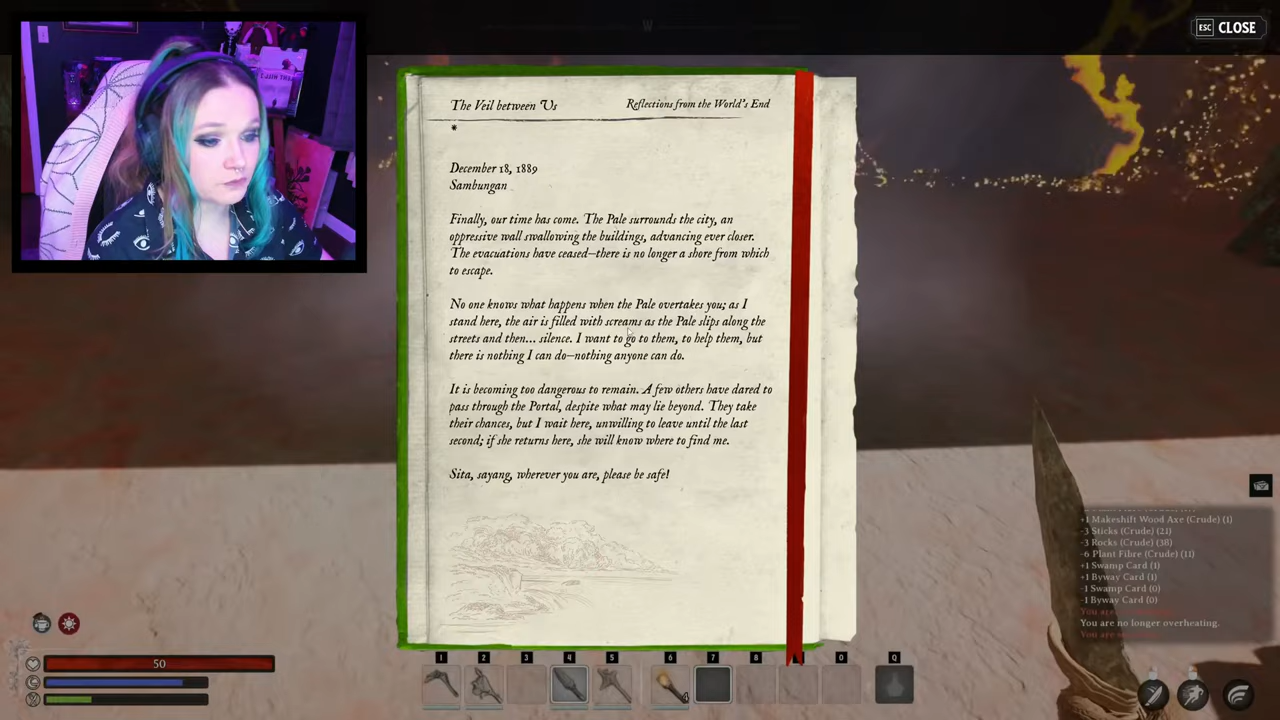 ESC CLOSE
The Veil between Us
Reflections from the World's End
*
December 18, 1889
Sambungan
Finally, our time has come. The Pale surrounds the city, an
oppressive wall swallowing the buildings, advancing ever closer.
The evacuations have ceased—there is no longer a shore from which
to escape.
No one knows what happens when the Pale overtakes you; as I
stand here, the air is filled with screams as the Pale slips along the
streets and then... silence. I want to go to them, to help them, but
there is nothing I can do—nothing anyone can do.
It is becoming too dangerous to remain. A few others have dared to
pass through the Portal, despite what may lie beyond. They take
their chances, but I wait here, unwilling to leave until the last
second; if she returns here, she will know where to find me.
Sita, sayang, wherever you are, please be safe!
+1 Makeshift Wood Axe (Crude) (1)
-3 Sticks (Crude) (21)
-3 Rocks (Crude) (38)
-6 Plant Fibre (Crude) (11)
+1 Swamp Card (1)
+1 Byway Card (1)
-1 Swamp Card (0)
-1 Byway Card (0)
You are
You are no longer overheating.
You are
50
1 2 3 4 5 6 7 8 0 Q
4